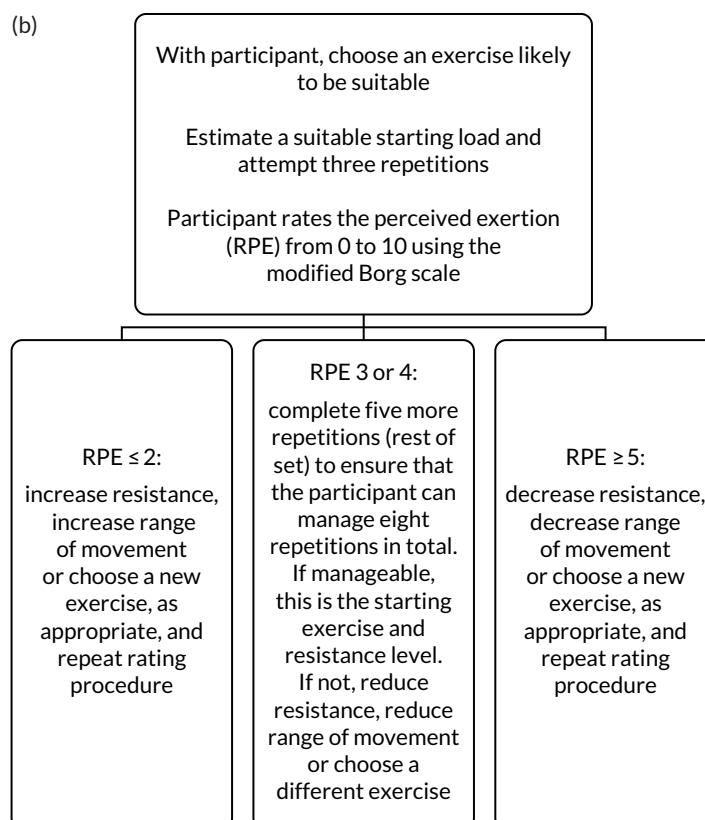 (b)
With participant, choose an exercise likely
to be suitable
Estimate a suitable starting load and
attempt three repetitions
Participant rates the perceived exertion
(RPE) from 0 to 10 using the
modified Borg scale
RPE ≤ 2:
increase resistance,
increase range
of movement
or choose a new
exercise, as
appropriate, and
repeat rating
procedure
RPE 3 or 4:
complete five more
repetitions (rest of
set) to ensure that
the participant can
manage eight
repetitions in total.
If manageable,
this is the starting
exercise and
resistance level.
If not, reduce
resistance, reduce
range of movement
or choose a
different exercise
RPE ≥ 5:
decrease resistance,
decrease range
of movement
or choose a new
exercise, as
appropriate, and
repeat rating
procedure